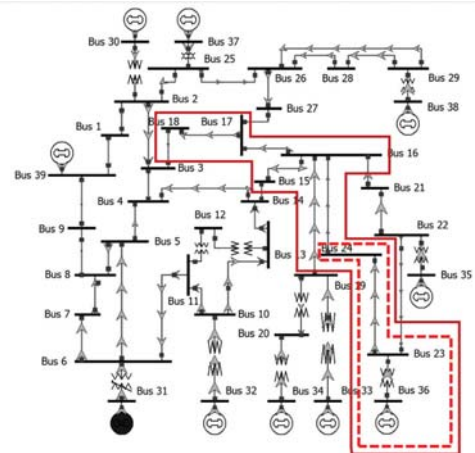 Bus 30
Bus 37
Bus 25
Bus 26
Bus 28
Bus 29
Bus 2
Bus 38
Bus 27
Bus 18
Bus 17
Bus 1
Bus 16
Bus 3
Bus 39
Bus 15
Bus 21
Bus 4
Bus 14
Bus 12
Bus 22
Bus 9
Bus 5
Bus 24
Bus 13
Bus 8
Bus 35
Bus 19
Bus 11
Bus 7
Bus 10
Bus 20
Bus 23
Bus 6
Bus 31
Bus 32
Bus 34
Bus 33
Bus 36